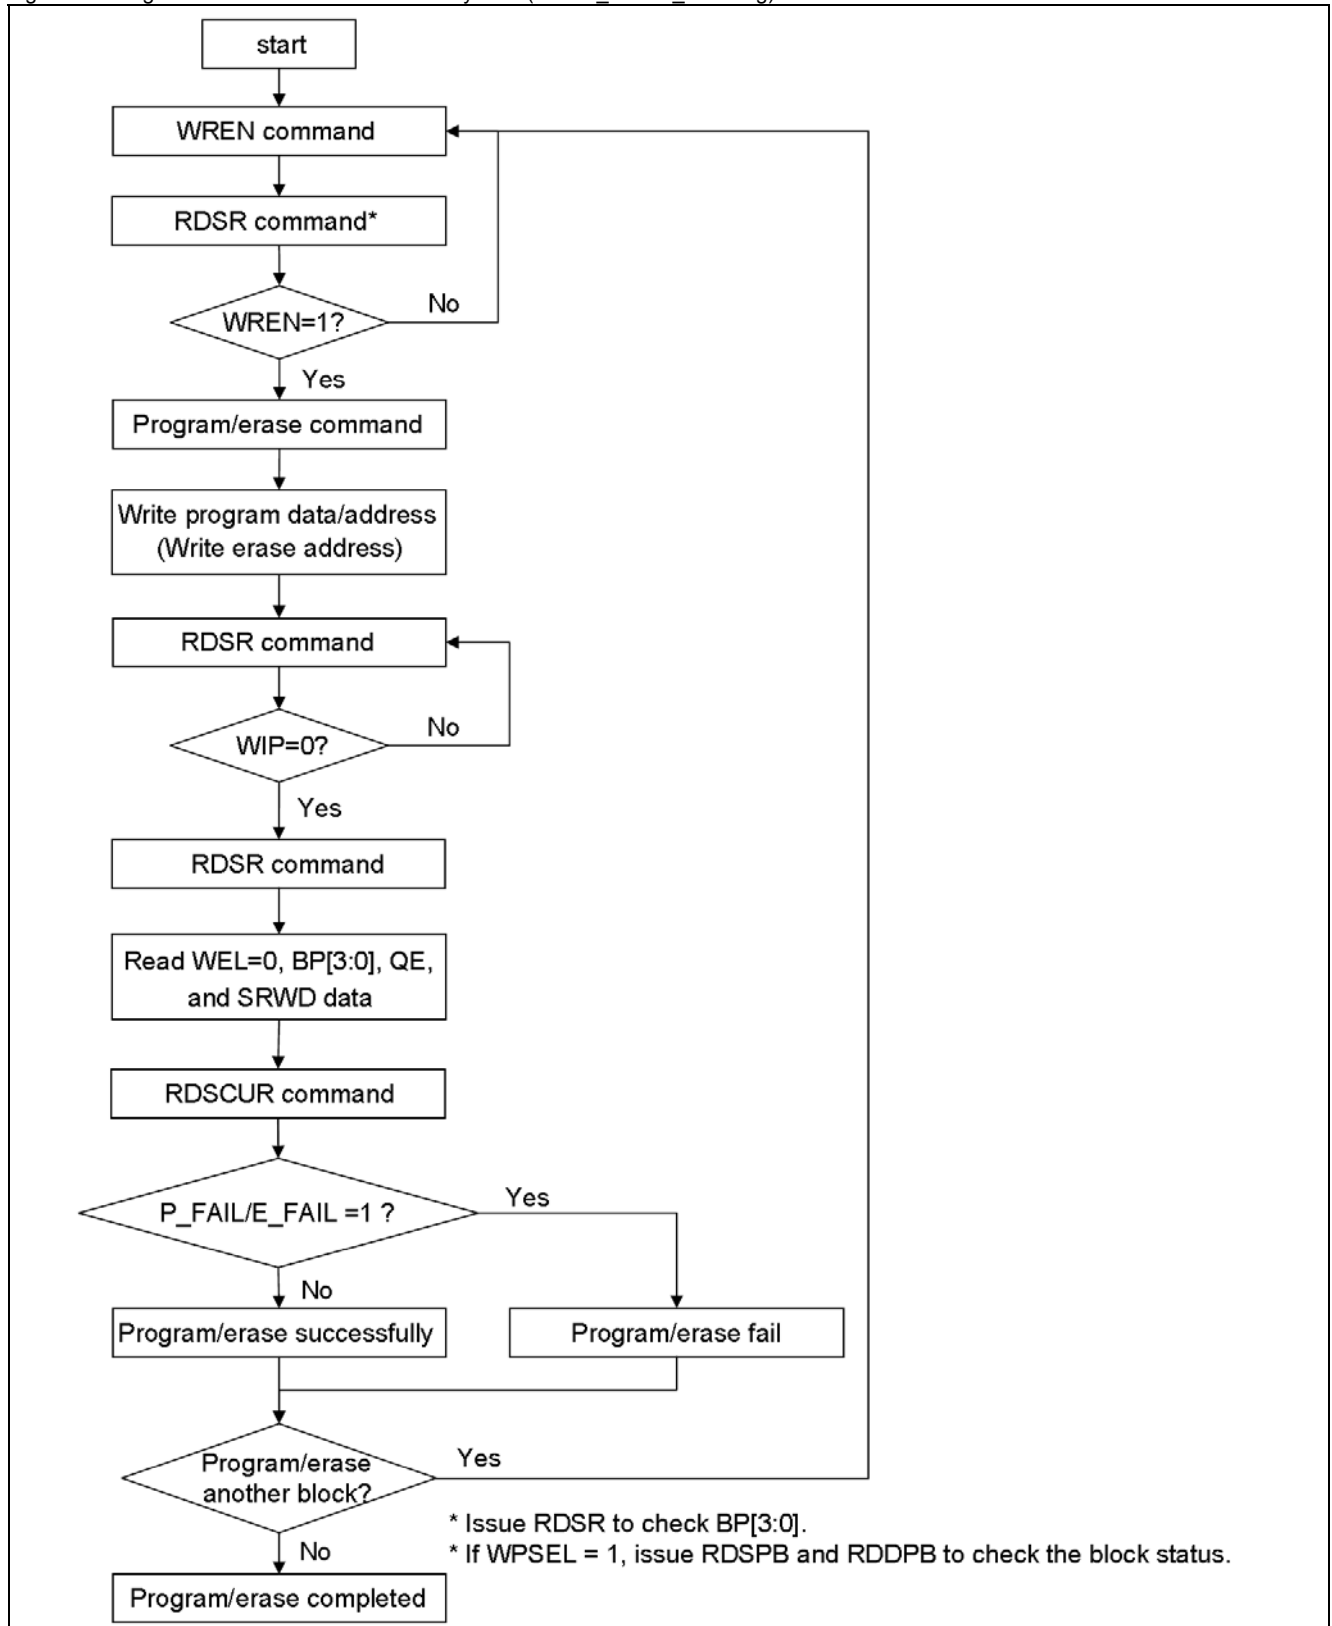 start
WREN command
RDSR command*
WREN=1?
No
Yes
Program/erase command
Write program data/address
(Write erase address)
RDSR command
WIP=0?
No
Yes
RDSR command
Read WEL=0, BP[3:0], QE,
and SRWD data
RDSCUR command
P_FAIL/E_FAIL =1 ?
Yes
No
Program/erase successfully
Program/erase fail
Program/erase
another block?
Yes
No
* Issue RDSR to check BP[3:0].
* If WPSEL = 1, issue RDSPB and RDDPB to check the block status.
Program/erase completed